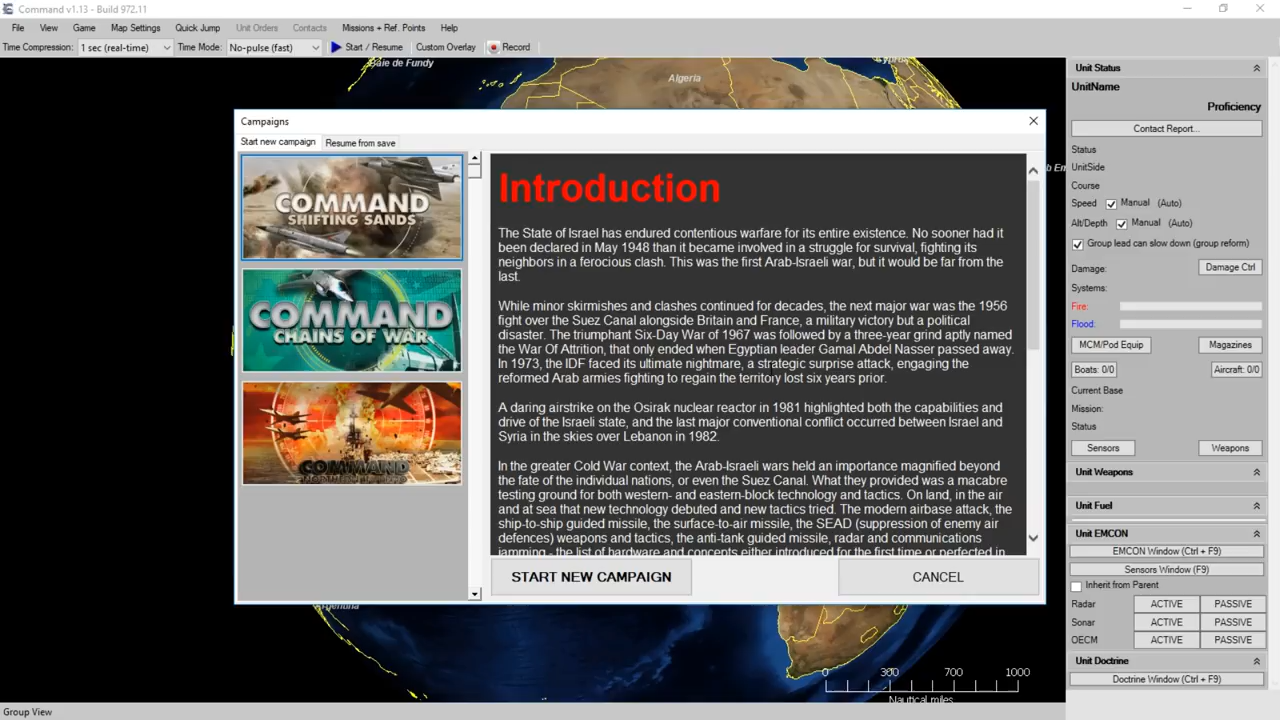 Command v1.13 - Build 972.11
File View Game Map Settings Quick Jump Unit Orders Contacts Missions + Ref. Points Help
Time Compression: 1 sec (real-time) Time Mode: No-pulse (fast) Start / Resume Custom Overlay Record
Baie de Fundy
Algeria
Campaigns
Start new campaign Resume from save
COMMAND
SHIFTING SANDS
COMMAND
CHAINS OF WAR
COMMAND
Introduction
The State of Israel has endured contentious warfare for its entire existence. No sooner had it
been declared in May 1948 than it became involved in a struggle for survival, fighting its
neighbors in a ferocious clash. This was the first Arab-Israeli war, but it would be far from the
last.
While minor skirmishes and clashes continued for decades, the next major war was the 1956
fight over the Suez Canal alongside Britain and France, a military victory but a political
disaster. The triumphant Six-Day War of 1967 was followed by a three-year grind aptly named
the War Of Attrition, that only ended when Egyptian leader Gamal Abdel Nasser passed away.
In 1973, the IDF faced its ultimate nightmare, a strategic surprise attack, engaging the
reformed Arab armies fighting to regain the territory lost six years prior.
A daring airstrike on the Osirak nuclear reactor in 1981 highlighted both the capabilities and
drive of the Israeli state, and the last major conventional conflict occurred between Israel and
Syria in the skies over Lebanon in 1982.
In the greater Cold War context, the Arab-Israeli wars held an importance magnified beyond
the fate of the individual nations, or even the Suez Canal. What they provided was a macabre
testing ground for both western- and eastern-block technology and tactics. On land, in the air
and at sea that new technology debuted and new tactics tried. The modern airbase attack, the
ship-to-ship guided missile, the surface-to-air missile, the SEAD (suppression of enemy air
defences) weapons and tactics, the anti-tank guided missile, radar and communications
jamming - the list of hardware and concepts either introduced for the first time or perfected in
START NEW CAMPAIGN CANCEL
Argentina
0 300 700 1000
Nautical miles
Unit Status
UnitName
Proficiency
Contact Report...
Status
UnitSide
Course
Speed Manual (Auto)
Alt/Depth Manual (Auto)
Group lead can slow down (group reform)
Damage: Damage Ctrl
Systems:
Fire:
Flood:
MCM/Pod Equip Magazines
Boats: 0/0 Aircraft: 0/0
Current Base
Mission:
Status
Sensors Weapons
Unit Weapons
Unit Fuel
Unit EMCON
EMCON Window (Ctrl + F9)
Sensors Window (F9)
Inherit from Parent
Radar ACTIVE PASSIVE
Sonar ACTIVE PASSIVE
OECM ACTIVE PASSIVE
Unit Doctrine
Doctrine Window (Ctrl + F9)
Group View